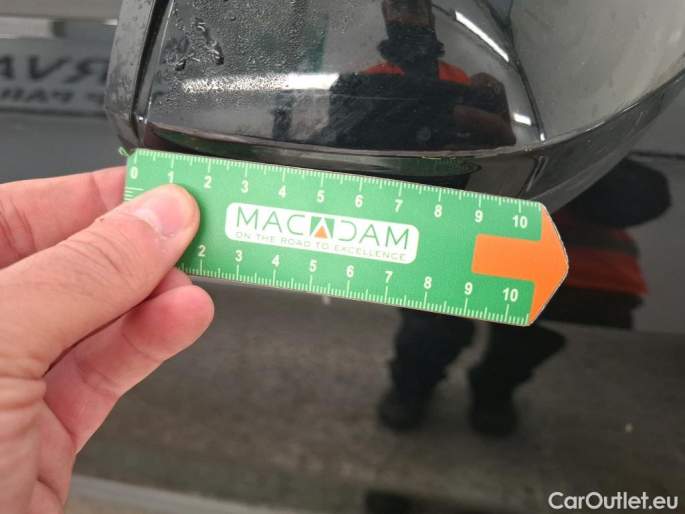 0 1 2 3 4 5 6 7 8 9 10
MACADAM
ON THE ROAD TO EXCELLENCE
2 3 4 5 6 7 8 9 10
CarOutlet.eu